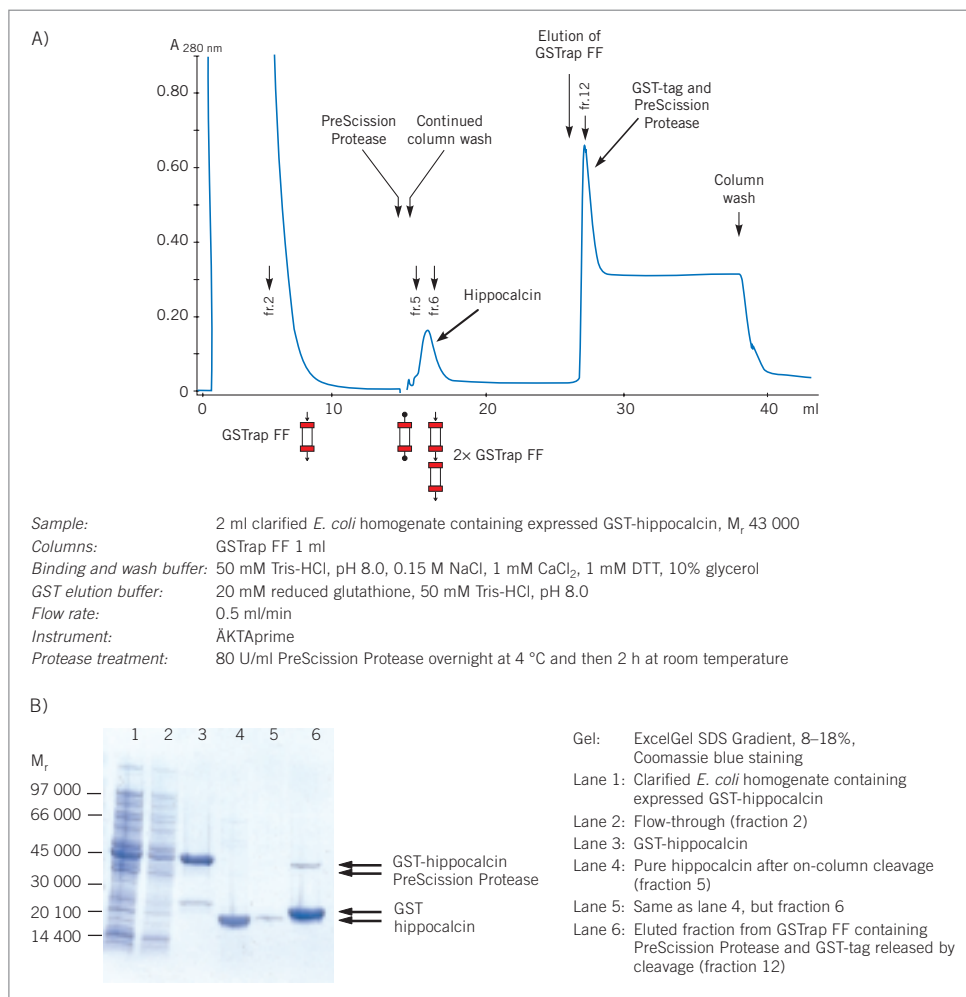 A)
A 280 nm
0.80
0.60
0.40
0.20
0
0
10
20
30
40
ml
fr.2
PreScission
Protease
Continued
column wash
fr.5
fr.6
Hippocalcin
Elution of
GSTrap FF
fr.12
GST-tag and
PreScission
Protease
Column
wash
GSTrap FF
2× GSTrap FF
Sample: 2 ml clarified E. coli homogenate containing expressed GST-hippocalcin, Mr 43 000
Columns: GSTrap FF 1 ml
Binding and wash buffer: 50 mM Tris-HCl, pH 8.0, 0.15 M NaCl, 1 mM CaCl2, 1 mM DTT, 10% glycerol
GST elution buffer: 20 mM reduced glutathione, 50 mM Tris-HCl, pH 8.0
Flow rate: 0.5 ml/min
Instrument: ÄKTAprime
Protease treatment: 80 U/ml PreScission Protease overnight at 4 °C and then 2 h at room temperature
B)
1 2 3 4 5 6
Mr
97 000
66 000
45 000
30 000
20 100
14 400
GST-hippocalcin
PreScission Protease
GST
hippocalcin
Gel: ExcelGel SDS Gradient, 8–18%,
Coomassie blue staining
Lane 1: Clarified E. coli homogenate containing
expressed GST-hippocalcin
Lane 2: Flow-through (fraction 2)
Lane 3: GST-hippocalcin
Lane 4: Pure hippocalcin after on-column cleavage
(fraction 5)
Lane 5: Same as lane 4, but fraction 6
Lane 6: Eluted fraction from GSTrap FF containing
PreScission Protease and GST-tag released by
cleavage (fraction 12)